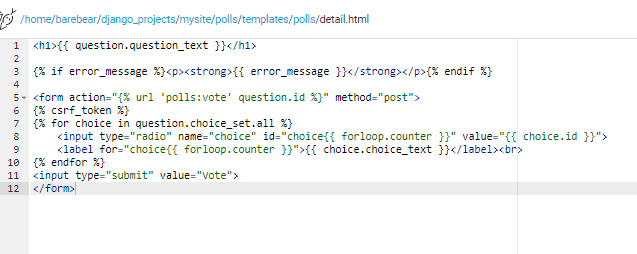 /home/barebear/django_projects/mysite/polls/templates/polls/detail.html
1 <h1>{{ question.question_text }}</h1>
2
3 {% if error_message %}<p><strong>{{ error_message }}</strong></p>{% endif %}
4
5 <form action="{% url 'polls:vote' question.id %}" method="post">
6 {% csrf_token %}
7 {% for choice in question.choice_set.all %}
8     <input type="radio" name="choice" id="choice{{ forloop.counter }}" value="{{ choice.id }}">
9     <label for="choice{{ forloop.counter }}">{{ choice.choice_text }}</label><br>
10 {% endfor %}
11 <input type="submit" value="Vote">
12 </form>